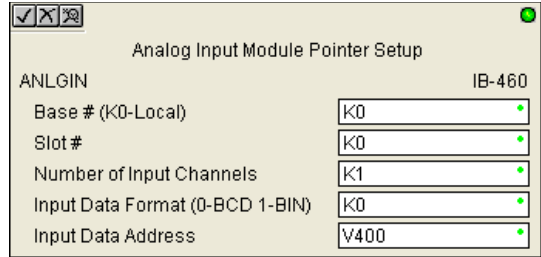 Analog Input Module Pointer Setup
ANLGIN IB-460
Base # (K0-Local) K0
Slot # K0
Number of Input Channels K1
Input Data Format (0-BCD 1-BIN) K0
Input Data Address V400